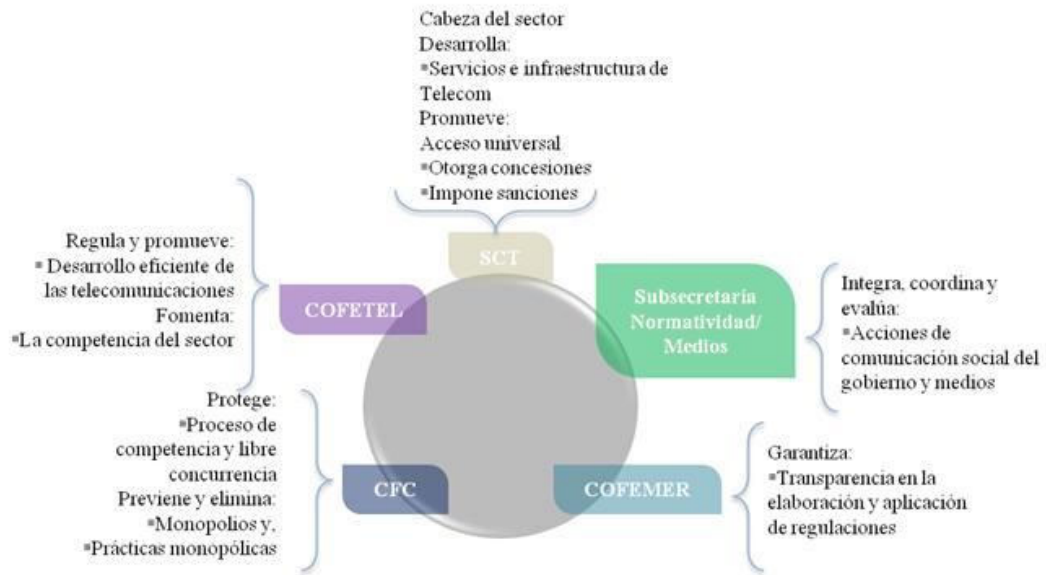 Cabeza del sector
Desarrolla:
▪Servicios e infraestructura de
Telecom
Promueve:
Acceso universal
▪Otorga concesiones
▪Impone sanciones
SCT
Regula y promueve:
▪ Desarrollo eficiente de
las telecomunicaciones
Fomenta:
▪La competencia del sector
COFETEL
Subsecretaría
Normatividad/
Medios
Integra, coordina y
evalúa:
▪Acciones de
comunicación social del
gobierno y medios
Protege:
▪Proceso de
competencia y libre
concurrencia
Previene y elimina:
▪Monopolios y,
▪Prácticas monopólicas
CFC
COFEMER
Garantiza:
▪Transparencia en la
elaboración y aplicación
de regulaciones